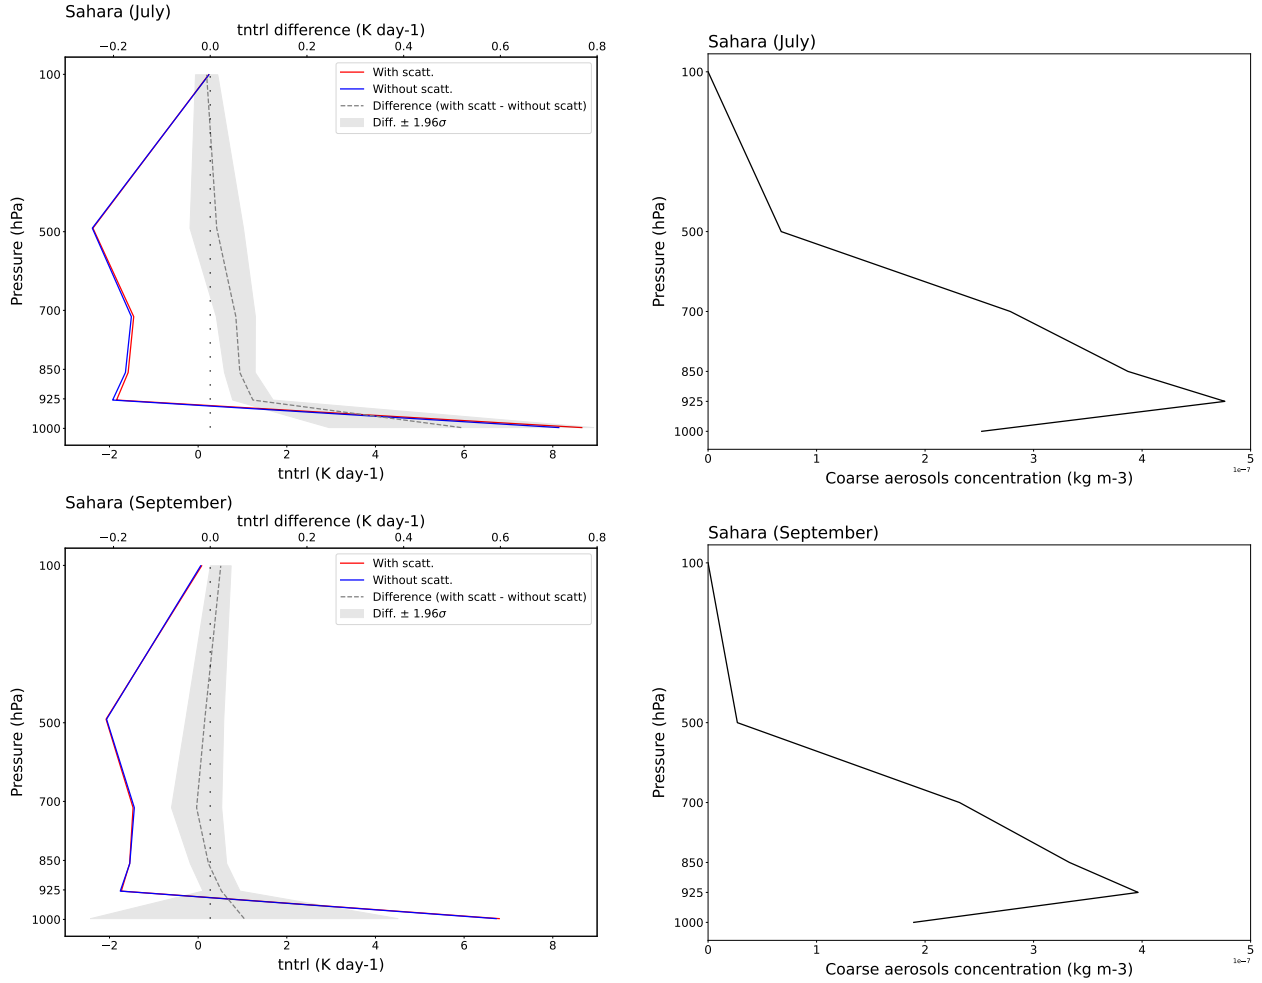 Sahara (July)
tntrl difference (K day-1)
−0.2 0.0 0.2 0.4 0.6 0.8
With scatt.
Without scatt.
Difference (with scatt - without scatt)
Diff. ± 1.96σ
Pressure (hPa)
100
500
700
850
925
1000
−2 0 2 4 6 8
tntrl (K day-1)
Sahara (July)
Pressure (hPa)
100
500
700
850
925
1000
0 1 2 3 4 5
1e−7
Coarse aerosols concentration (kg m-3)
Sahara (September)
tntrl difference (K day-1)
−0.2 0.0 0.2 0.4 0.6 0.8
With scatt.
Without scatt.
Difference (with scatt - without scatt)
Diff. ± 1.96σ
Pressure (hPa)
100
500
700
850
925
1000
−2 0 2 4 6 8
tntrl (K day-1)
Sahara (September)
Pressure (hPa)
100
500
700
850
925
1000
0 1 2 3 4 5
1e−7
Coarse aerosols concentration (kg m-3)